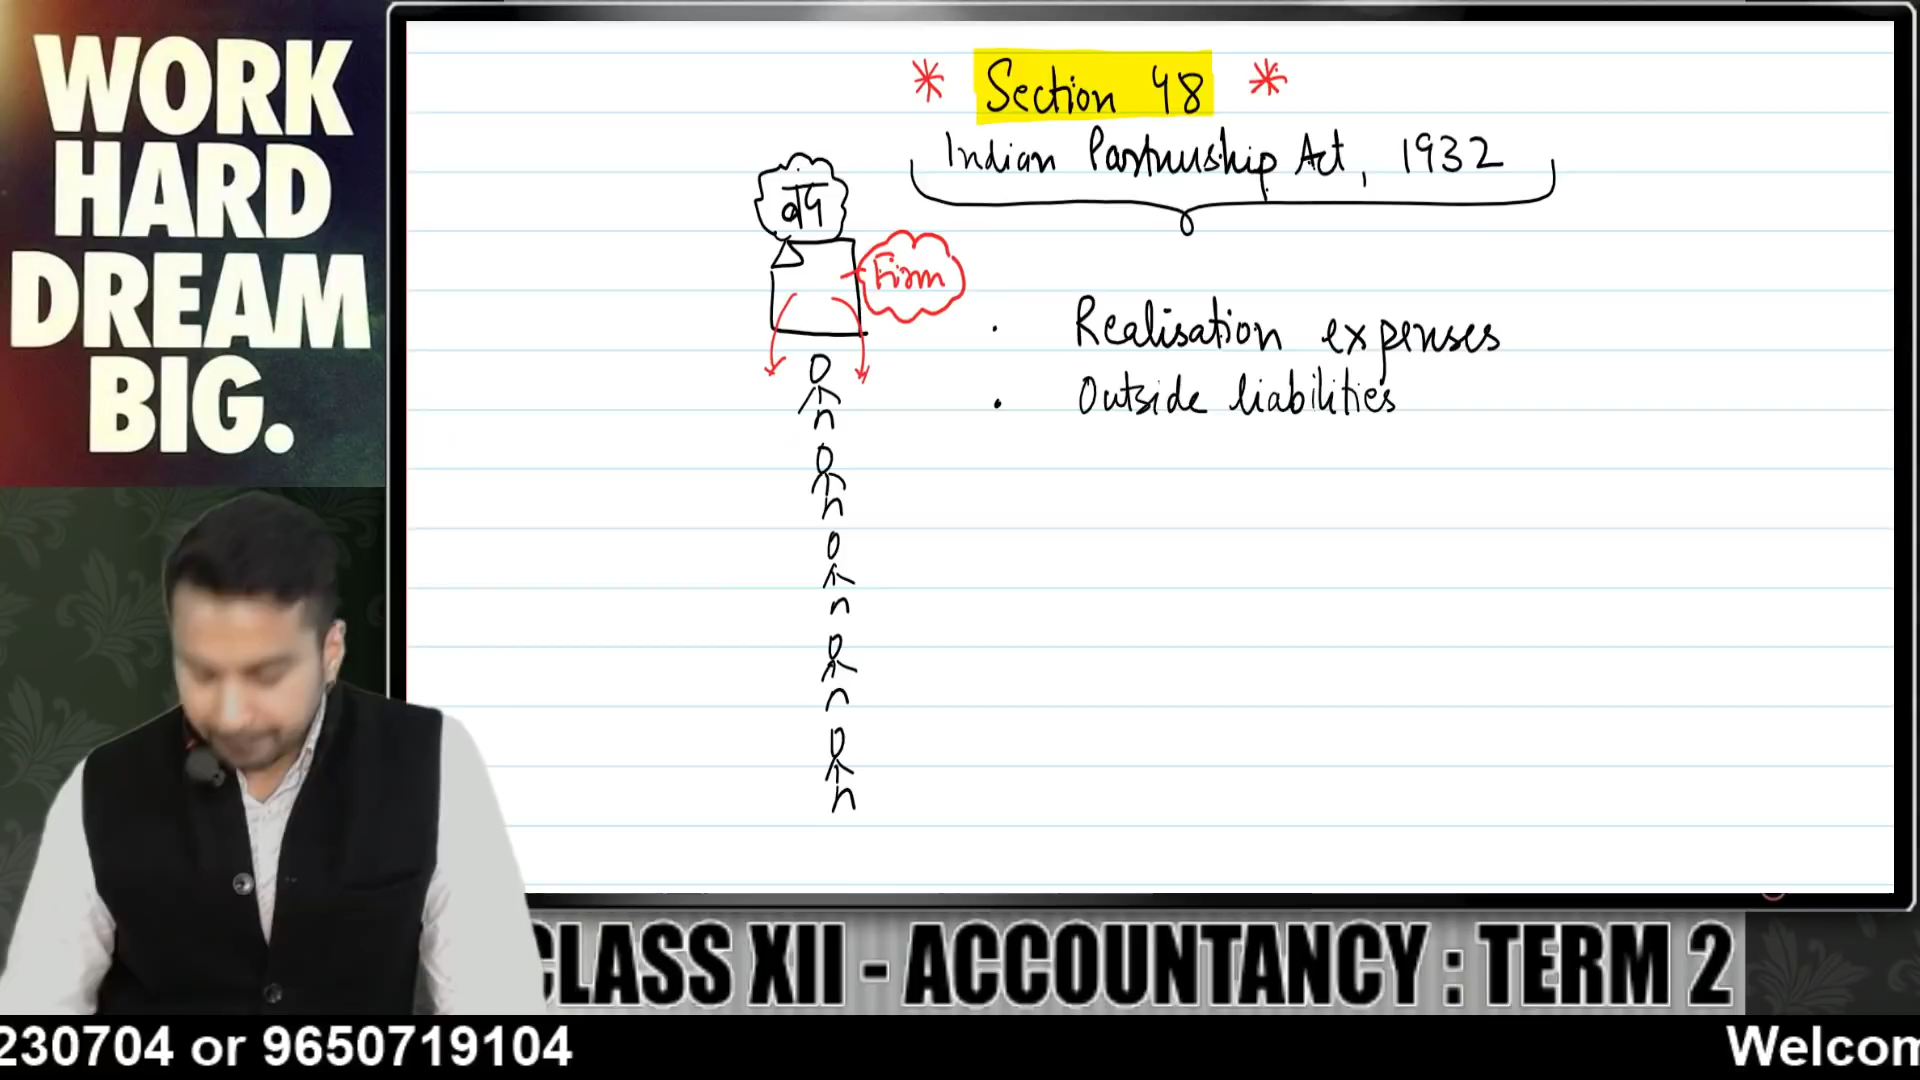 WORK
HARD
DREAM
BIG.
* Section 48 *
Indian Partnership Act, 1932
Firm
. Realisation expenses
. Outside liabilities
CLASS XII - ACCOUNTANCY : TERM 2
230704 or 9650719104
Welcom